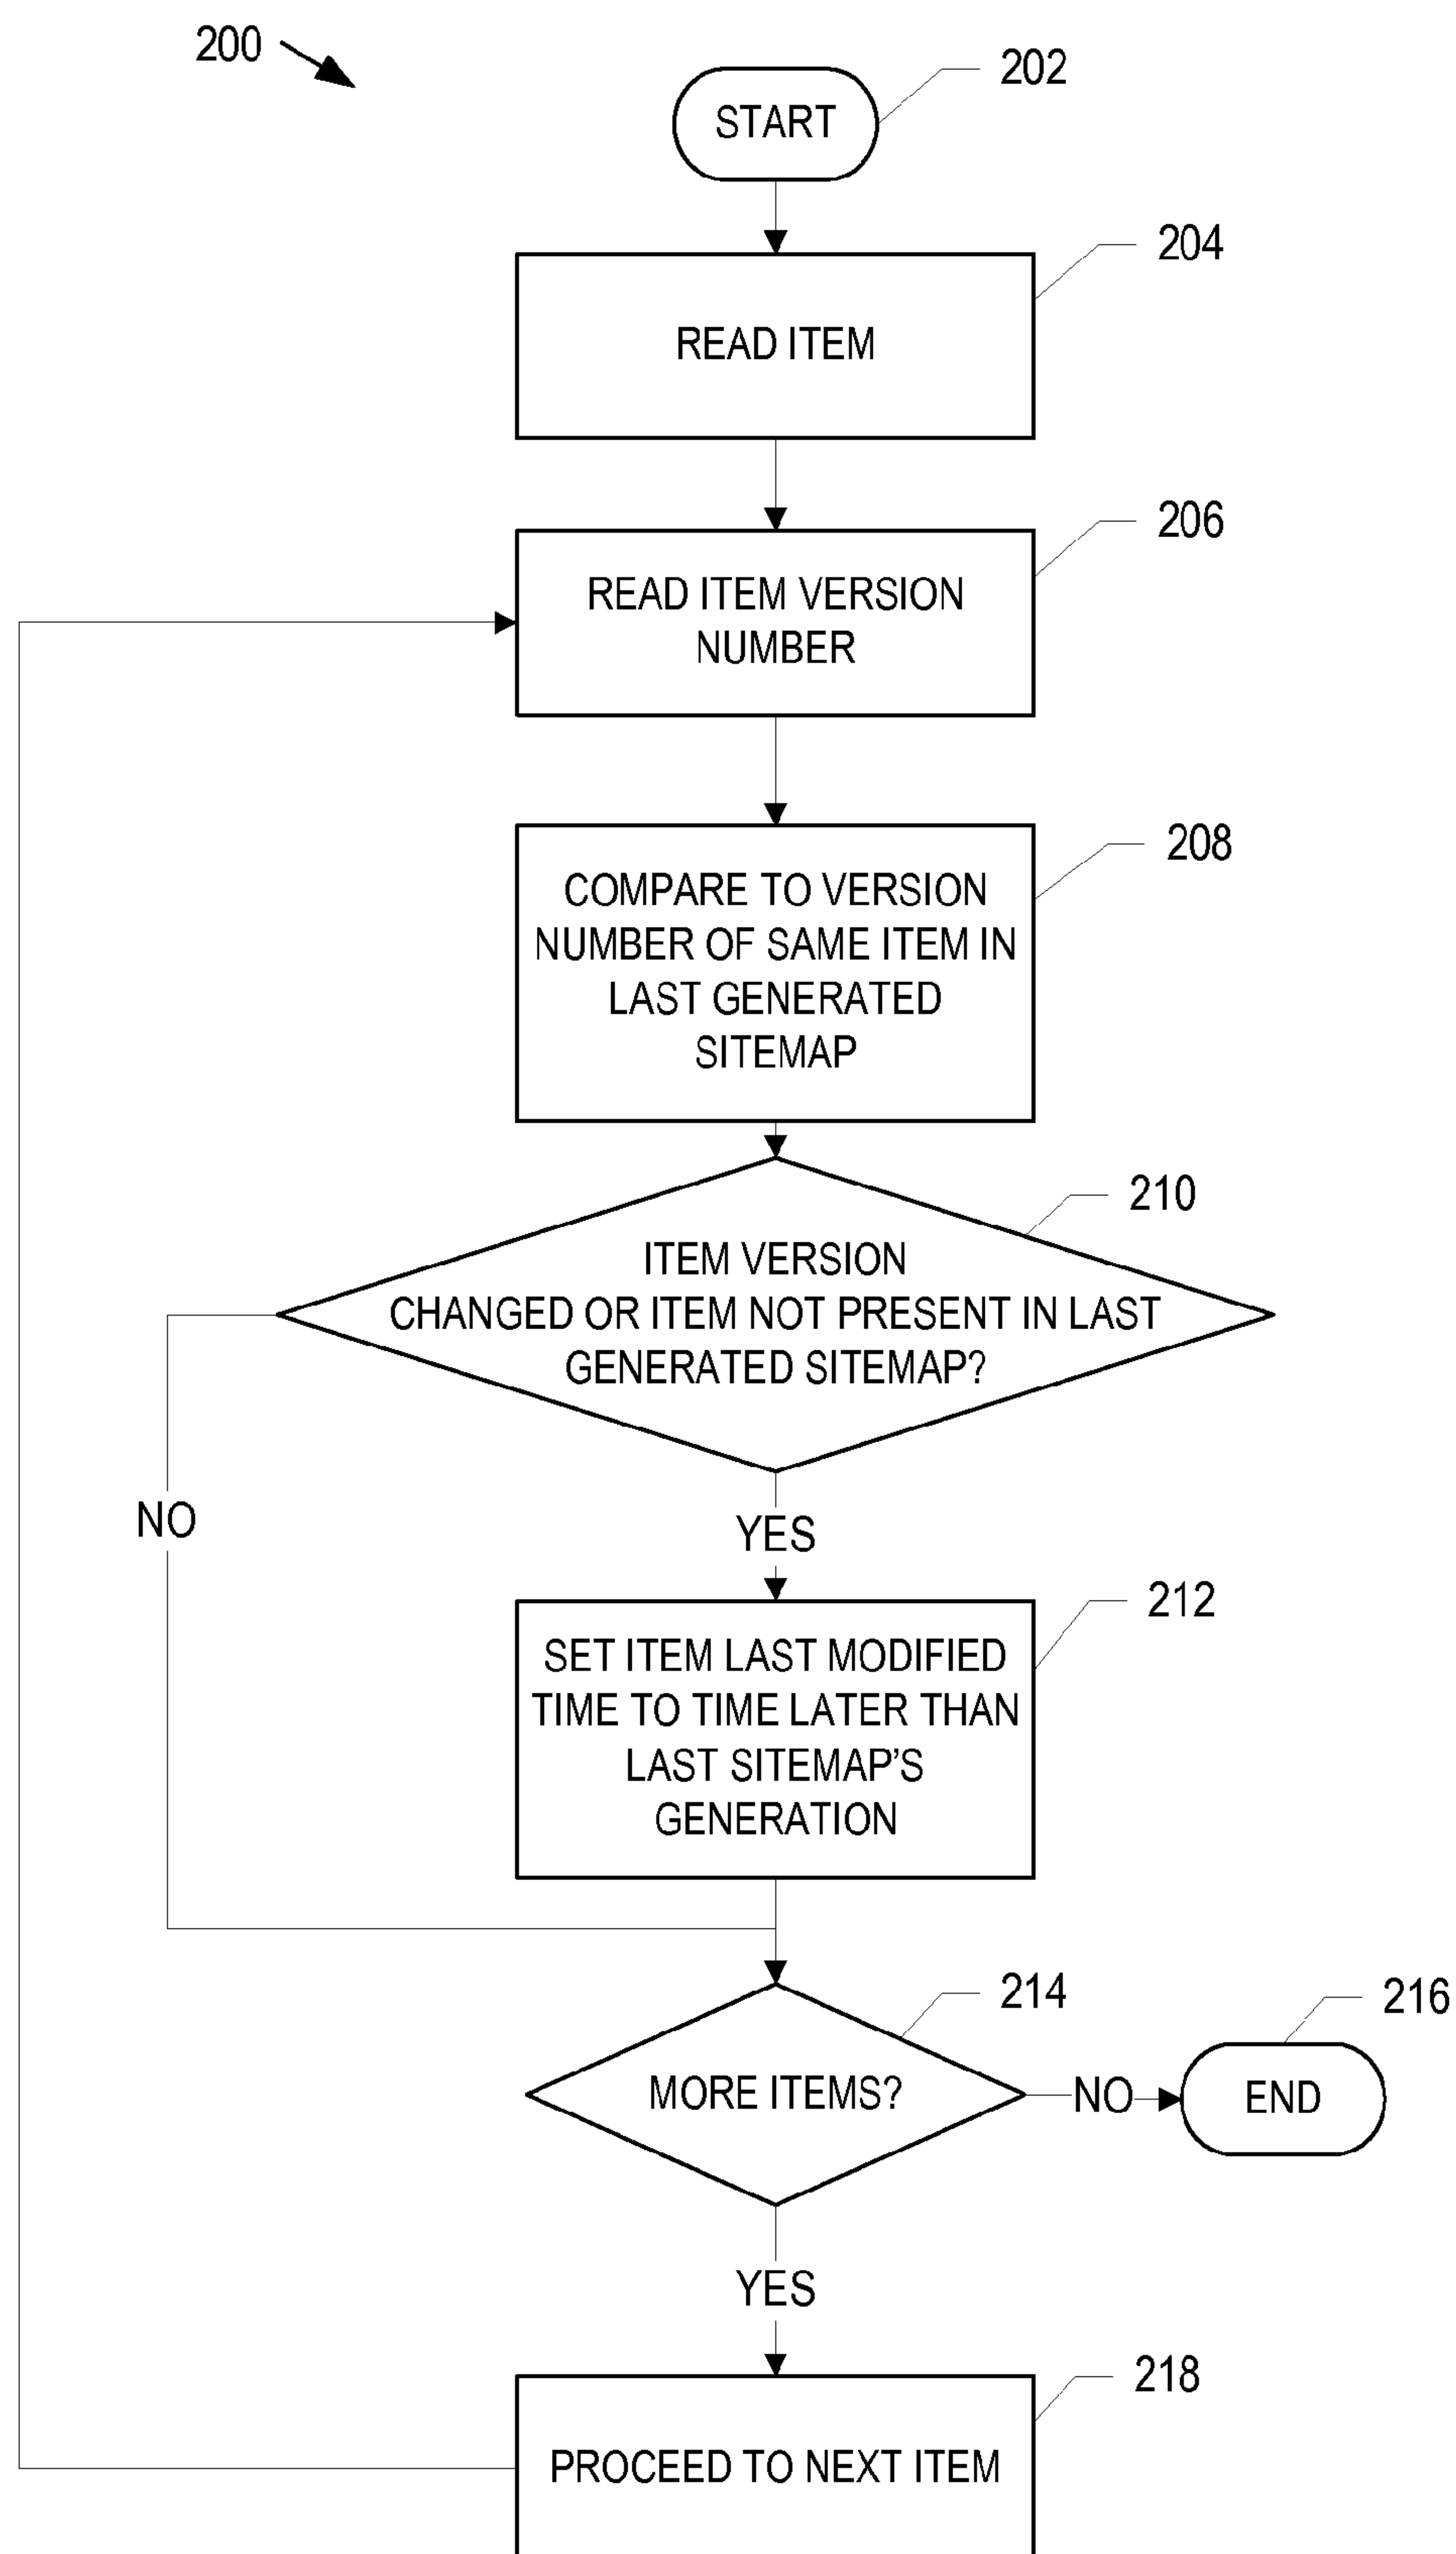 200
202
START
204
READ ITEM
206
READ ITEM VERSION
NUMBER
208
COMPARE TO VERSION
NUMBER OF SAME ITEM IN
LAST GENERATED
SITEMAP
210
ITEM VERSION
CHANGED OR ITEM NOT PRESENT IN LAST
GENERATED SITEMAP?
NO
YES
212
SET ITEM LAST MODIFIED
TIME TO TIME LATER THAN
LAST SITEMAP’S
GENERATION
214
216
MORE ITEMS?
NO
END
YES
218
PROCEED TO NEXT ITEM